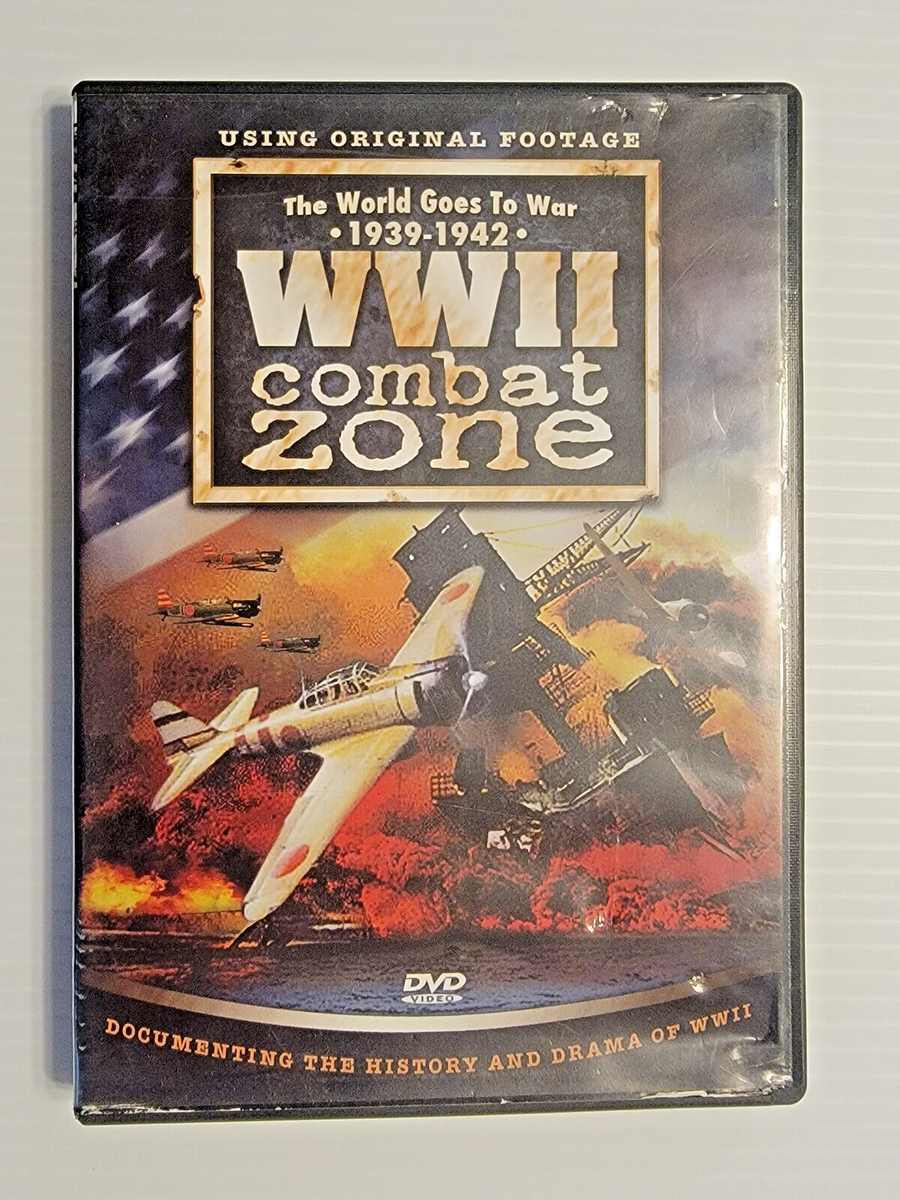 USING ORIGINAL FOOTAGE
The World Goes To War
•1939-1942•
WWII
combat
zone
DVD
VIDEO
DOCUMENTING THE HISTORY AND DRAMA OF WWII